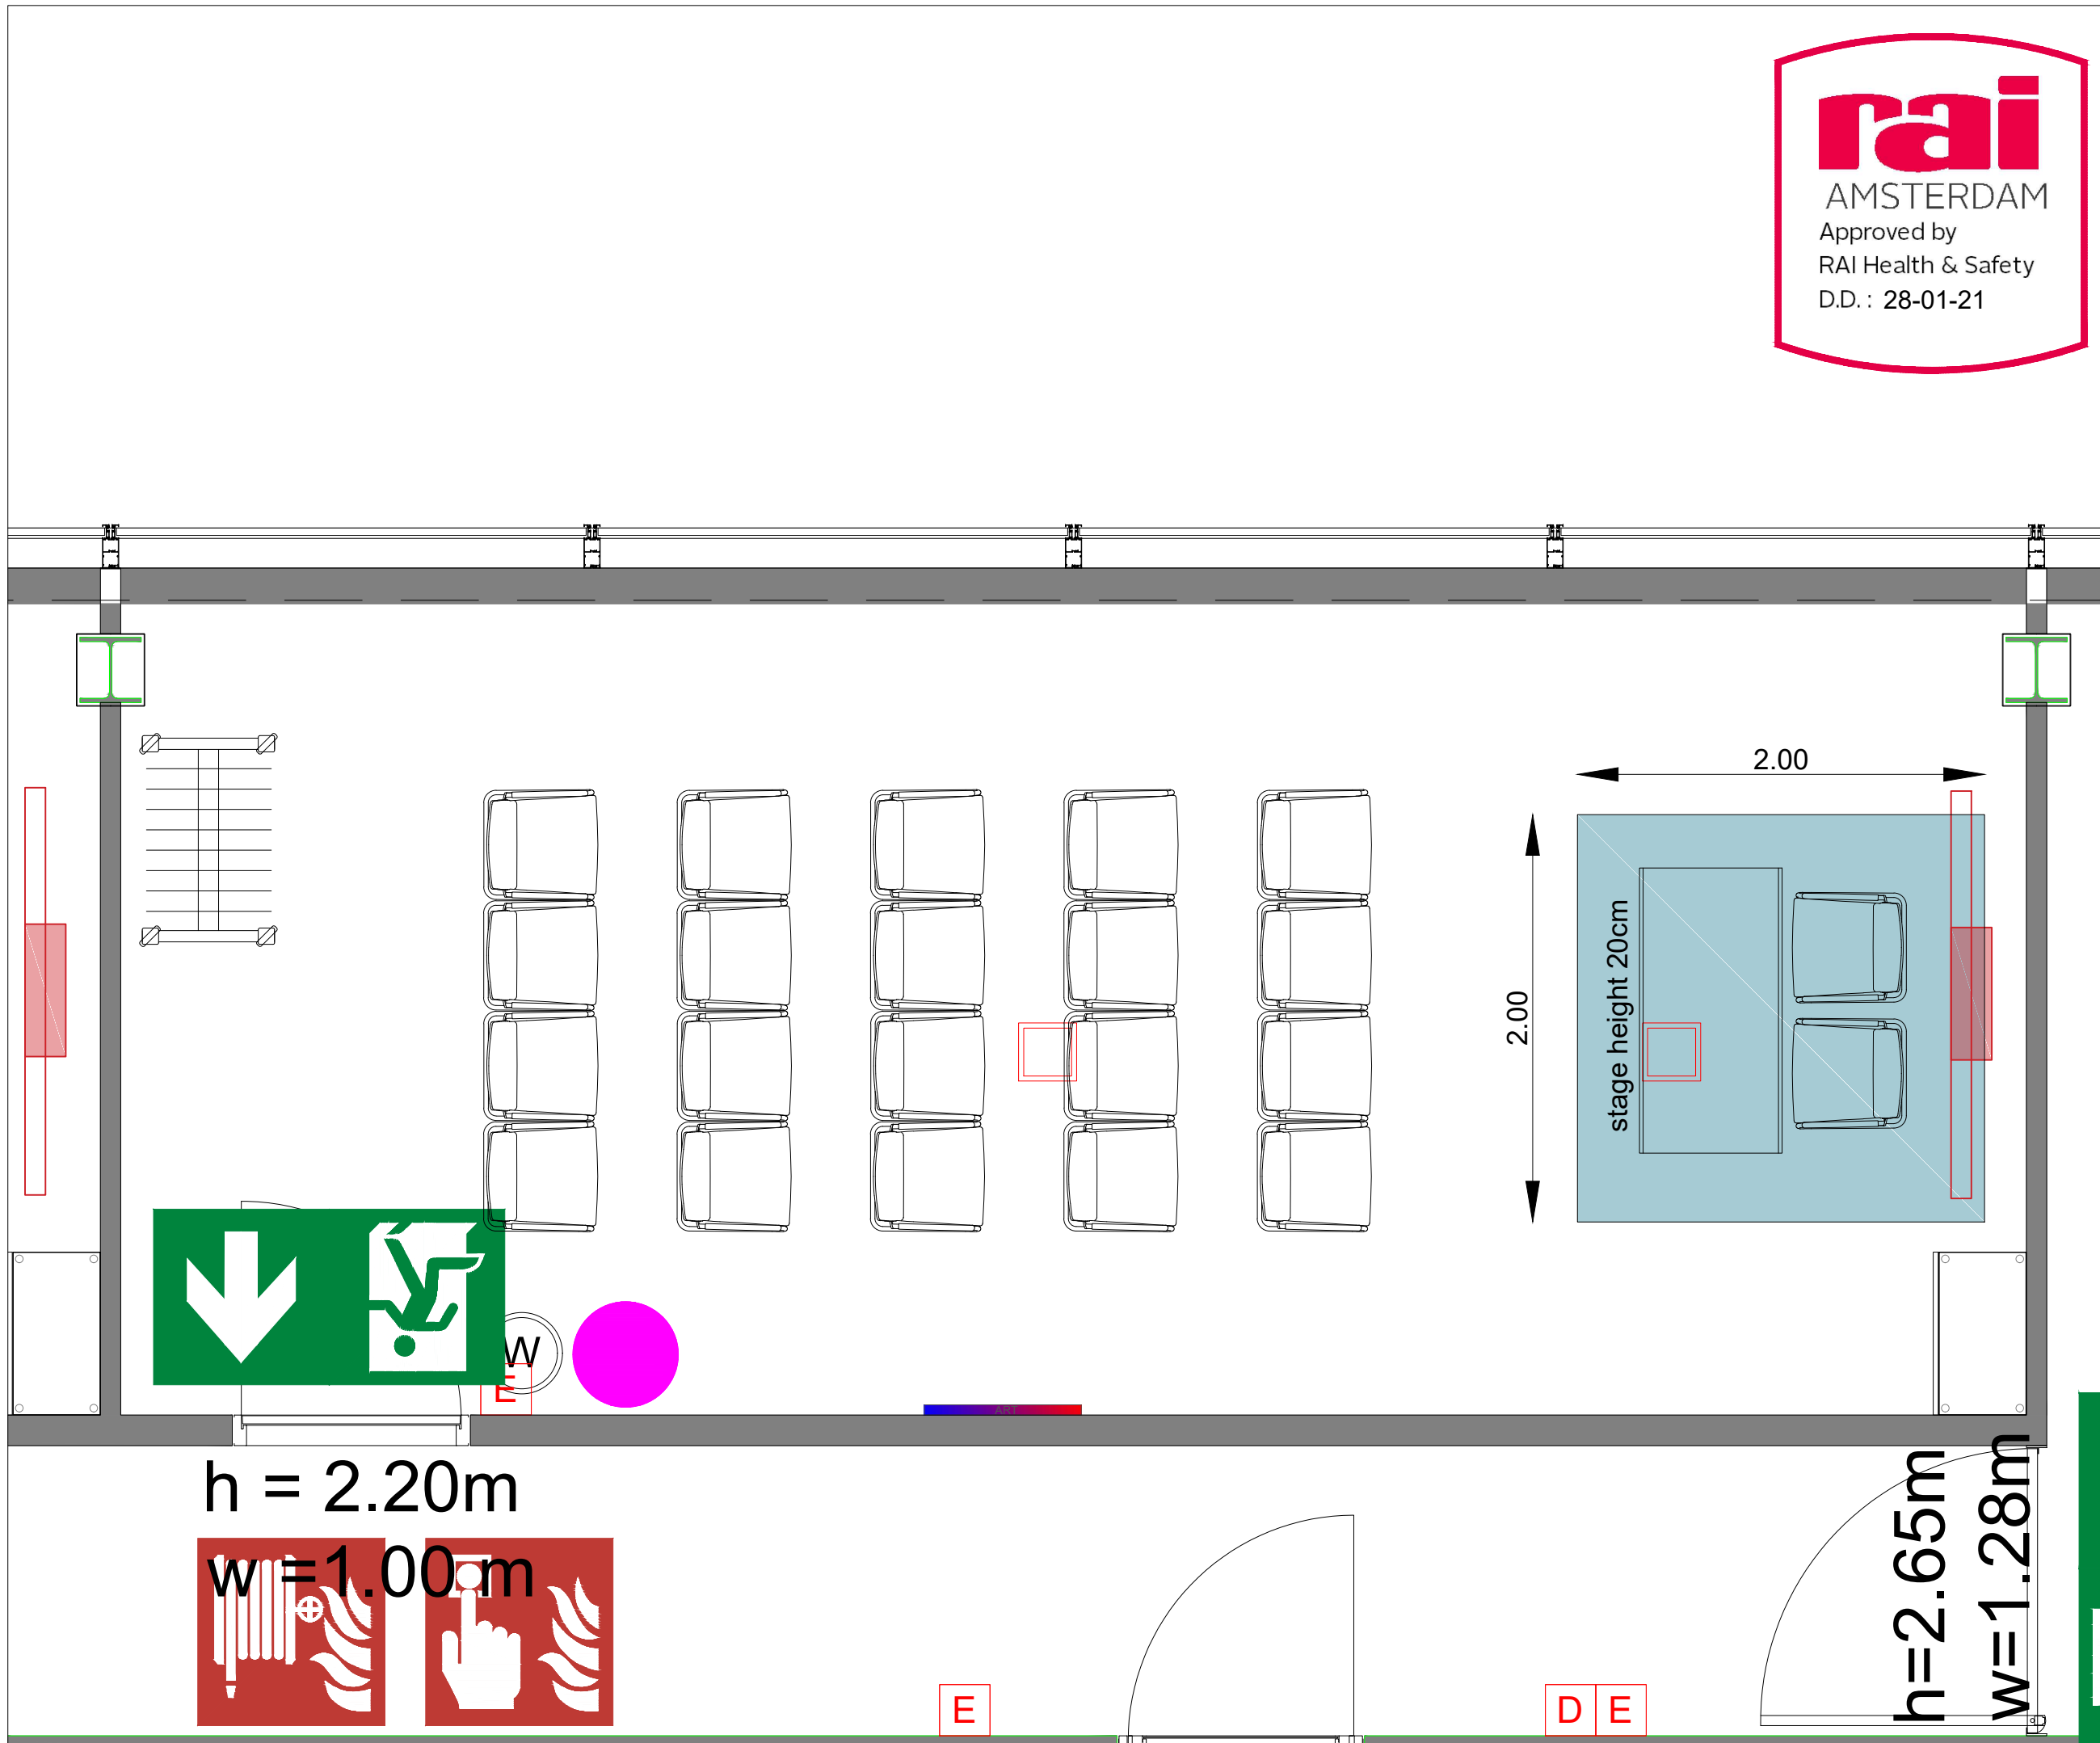 rai
AMSTERDAM
Approved by
RAI Health & Safety
D.D. : 28-01-21
2.00
2.00
stage height 20cm
W
E
ART
h = 2.20m
w =1.00 m
h=2.65m
w=1.28m
E
D E